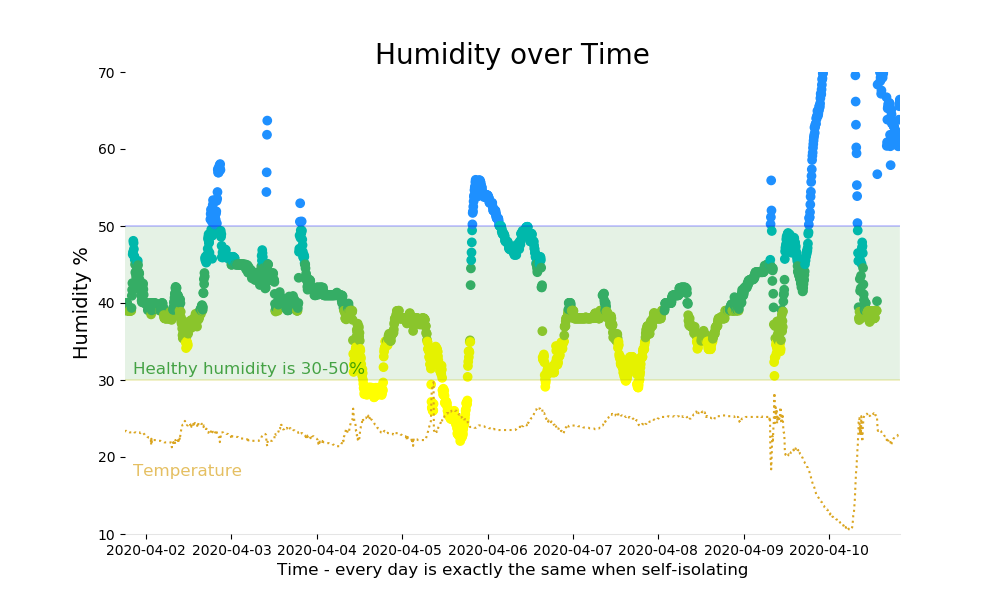 Humidity over Time
70
60
50
40
30
20
10
Humidity %
Healthy humidity is 30-50%
Temperature
2020-04-02 2020-04-03 2020-04-04 2020-04-05 2020-04-06 2020-04-07 2020-04-08 2020-04-09 2020-04-10
Time - every day is exactly the same when self-isolating